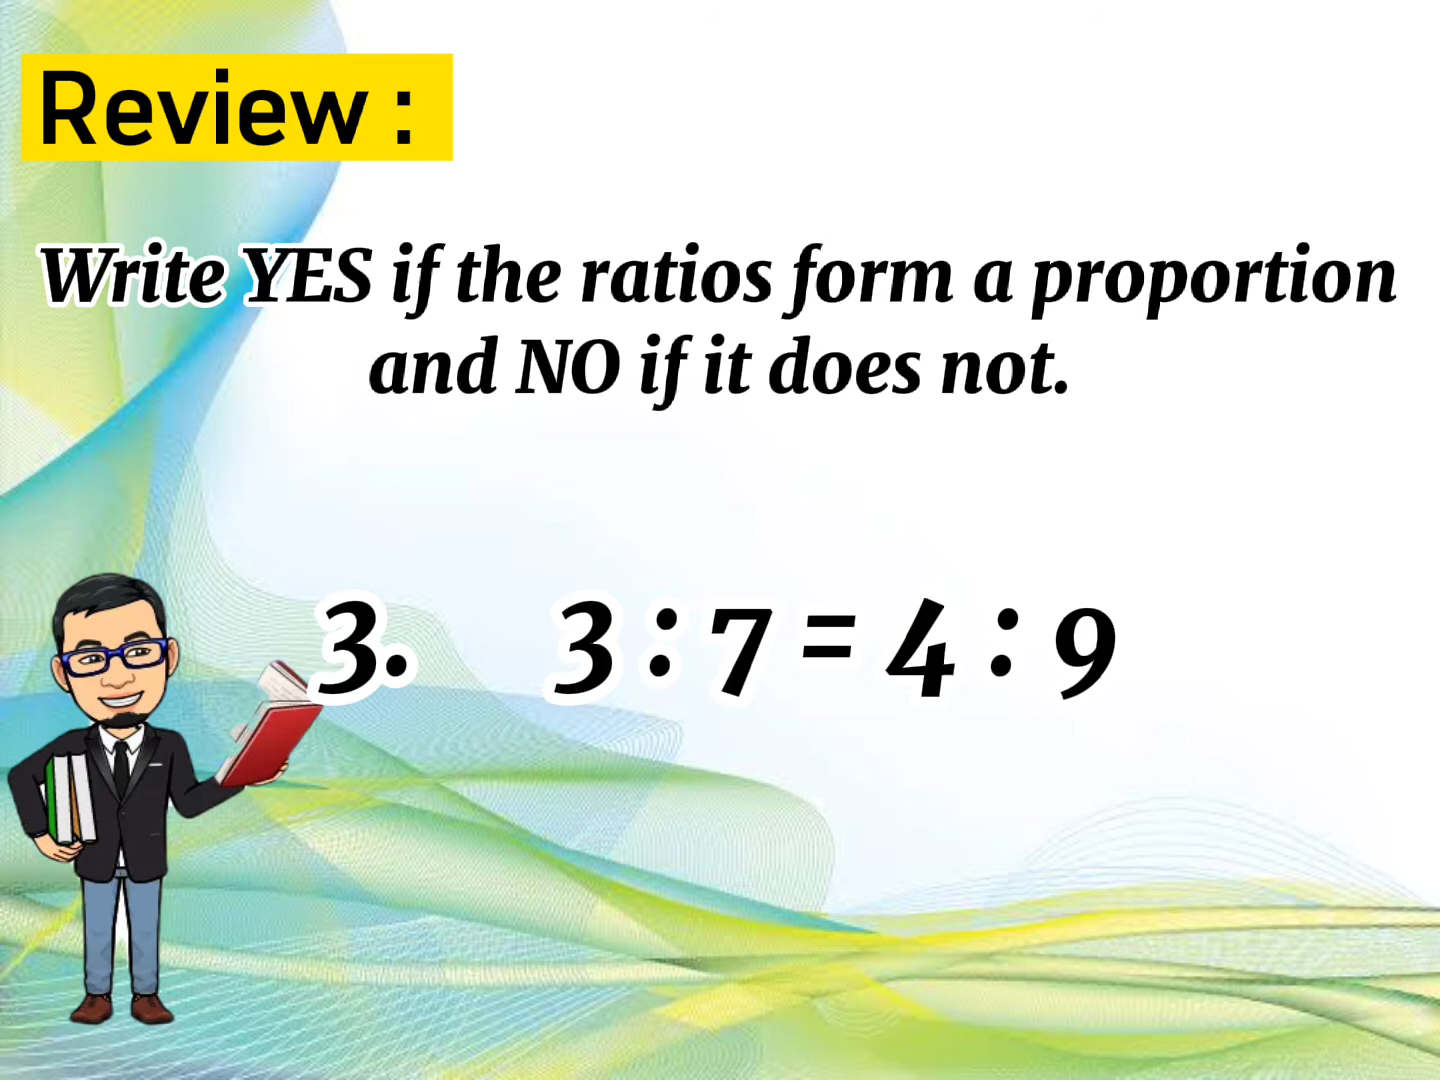 Review :
Write YES if the ratios form a proportion
and NO if it does not.
3. 3 : 7 = 4 : 9